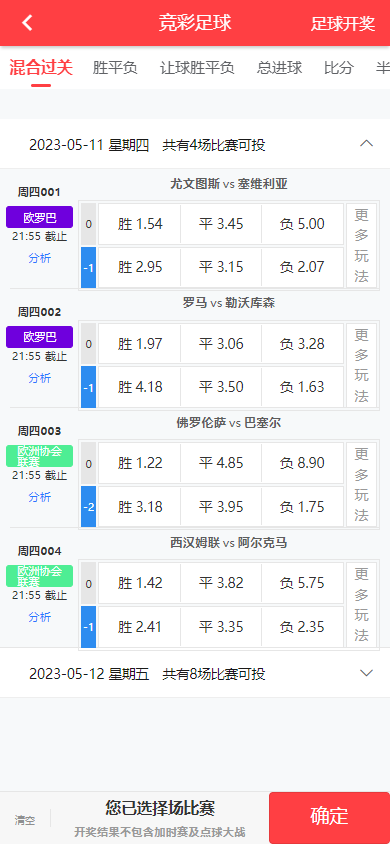 竞彩足球 足球开奖
混合过关 胜平负 让球胜平负 总进球 比分 半
2023-05-11 星期四 共有4场比赛可投
周四001 尤文图斯 vs 塞维利亚
欧罗巴
21:55 截止
分析
0 胜 1.54 平 3.45 负 5.00
-1 胜 2.95 平 3.15 负 2.07
更多玩法
周四002 罗马 vs 勒沃库森
欧罗巴
21:55 截止
分析
0 胜 1.97 平 3.06 负 3.28
-1 胜 4.18 平 3.50 负 1.63
更多玩法
周四003 佛罗伦萨 vs 巴塞尔
欧洲协会
联赛
21:55 截止
分析
0 胜 1.22 平 4.85 负 8.90
-2 胜 3.18 平 3.95 负 1.75
更多玩法
周四004 西汉姆联 vs 阿尔克马
欧洲协会
联赛
21:55 截止
分析
0 胜 1.42 平 3.82 负 5.75
-1 胜 2.41 平 3.35 负 2.35
更多玩法
2023-05-12 星期五 共有8场比赛可投
清空
您已选择场比赛
开奖结果不包含加时赛及点球大战
确定